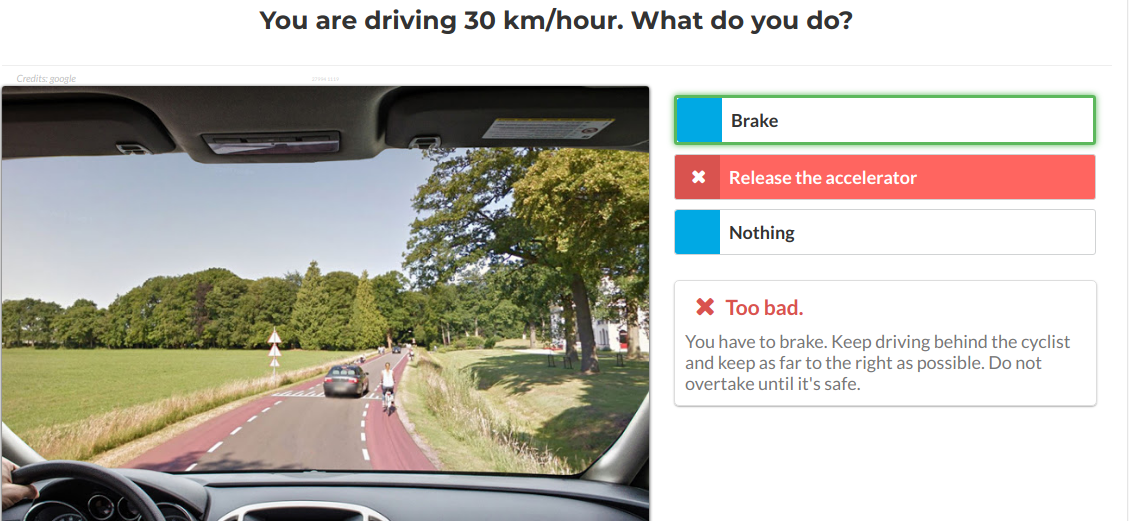 You are driving 30 km/hour. What do you do?
Credits: google
Brake
Release the accelerator
Nothing
Too bad.
You have to brake. Keep driving behind the cyclist
and keep as far to the right as possible. Do not
overtake until it's safe.